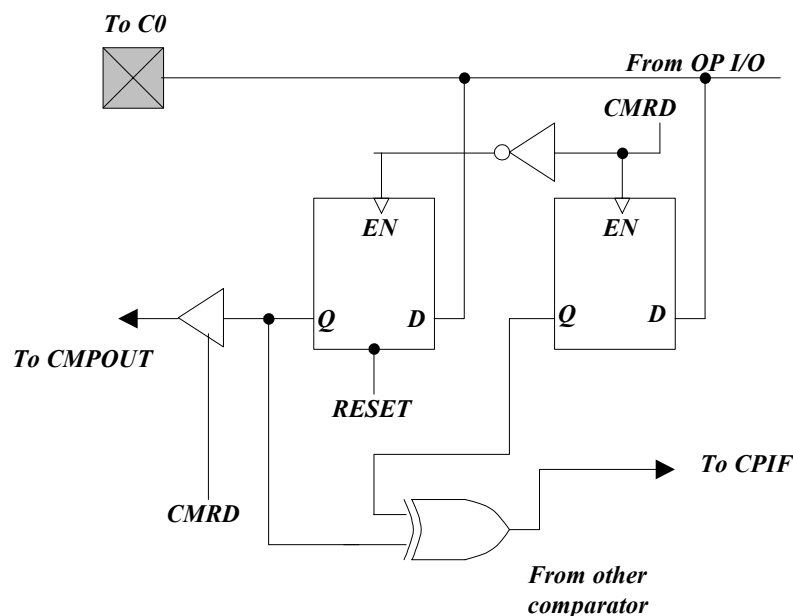 To C0
From OP I/O
CMRD
EN
EN
Q
D
Q
D
To CMPOUT
RESET
To CPIF
CMRD
From other
comparator